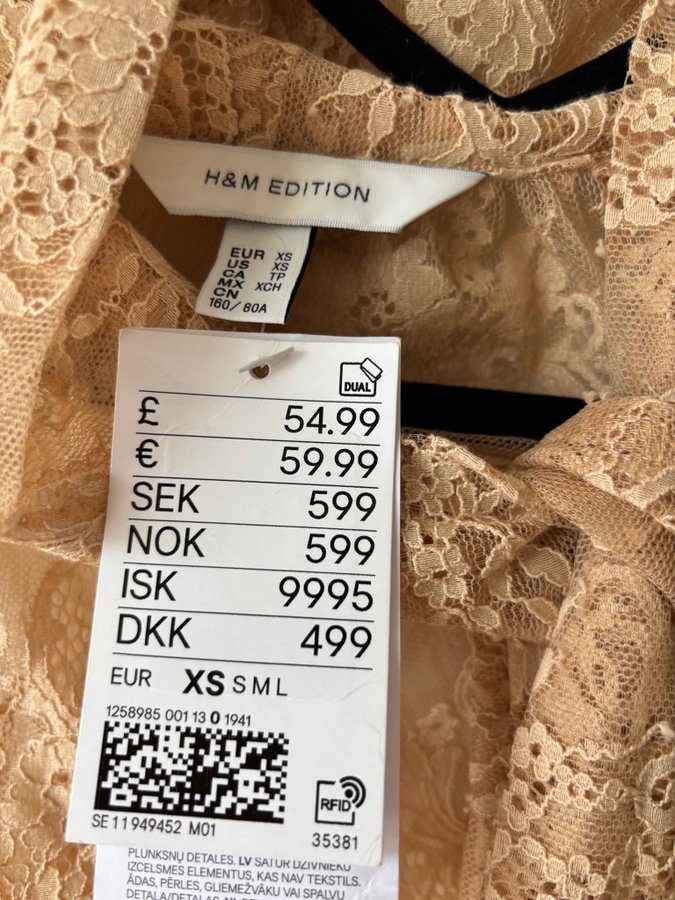 H&M EDITION
EUR XS
US XS
CA TP
MX XCH
CN
160/80A
DUAL
£ 54.99
€ 59.99
SEK 599
NOK 599
ISK 9995
DKK 499
EUR XS S M L
1258985 001 13 0 1941
RFID
SE 11949452 M01
35381
PLUNKSNŲ DETALĖS. LV SATUR DZĪVNIEKU
IZCELSMES ELEMENTUS, KAS NAV TEKSTILS.
ĀDAS, PĒRLES, GLIEMEŽVĀKU VAI SPALVU